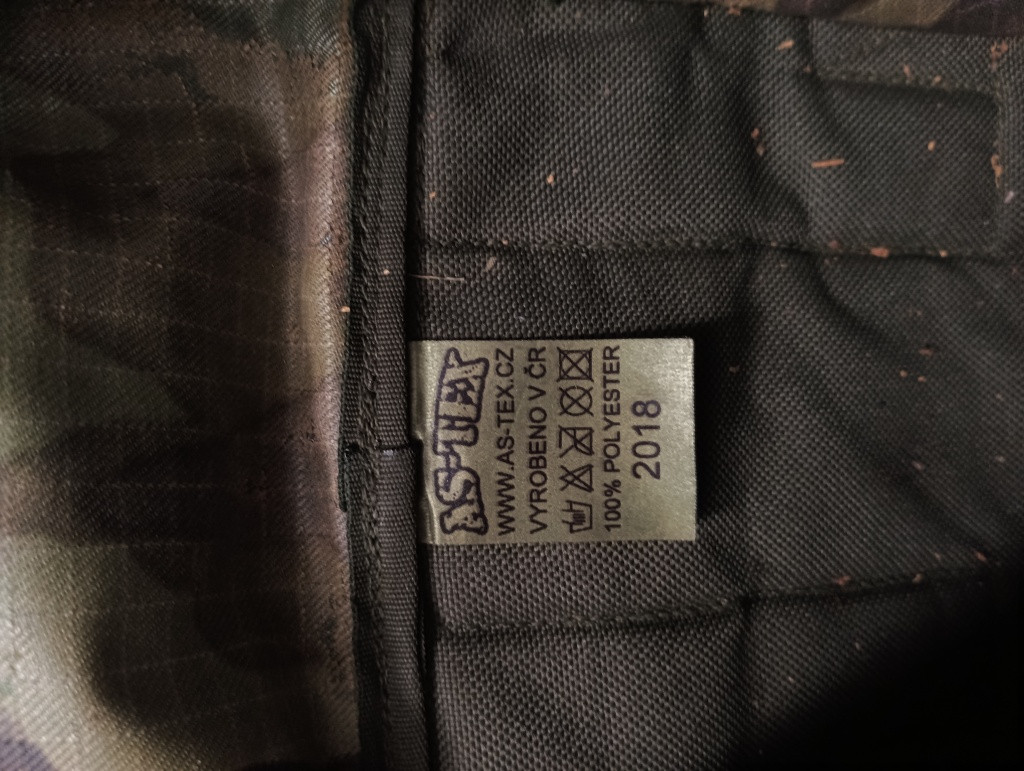 AS-TEX
WWW.AS-TEX.CZ
VYROBENO V ČR
100% POLYESTER
2018